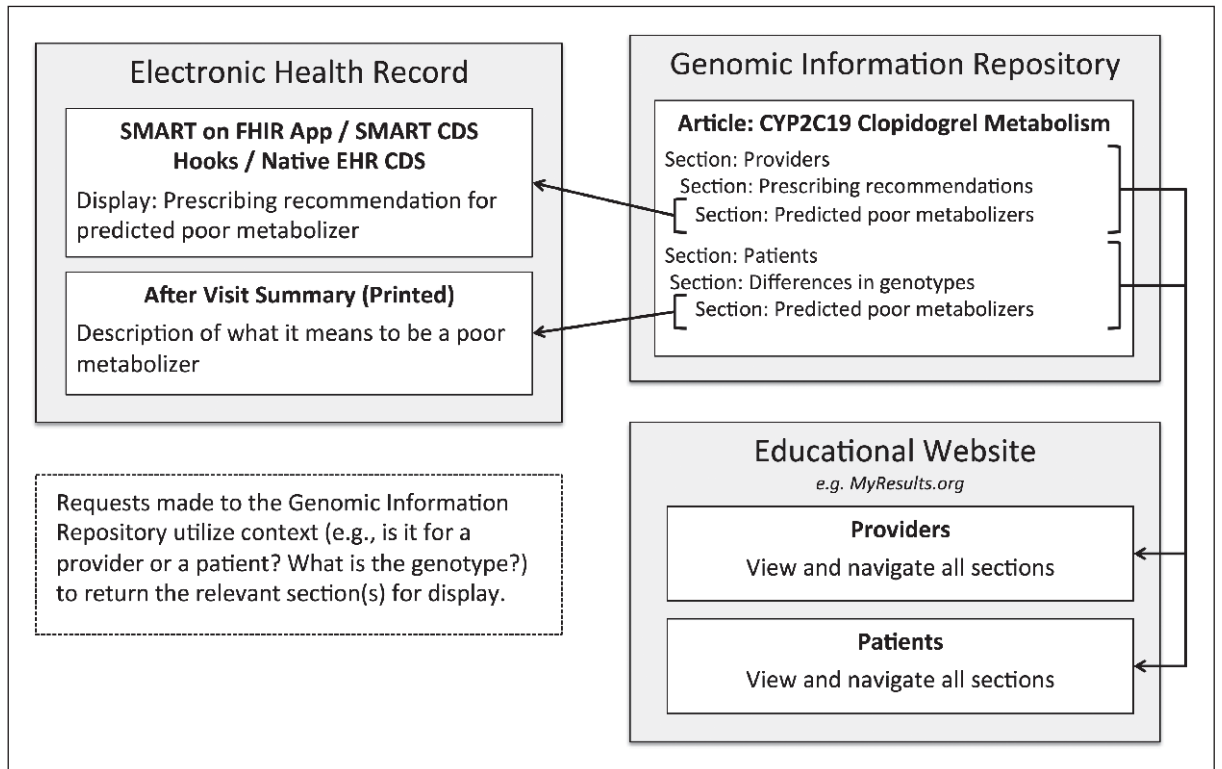 Electronic Health Record
SMART on FHIR App / SMART CDS
Hooks / Native EHR CDS
Display: Prescribing recommendation for
predicted poor metabolizer
After Visit Summary (Printed)
Description of what it means to be a poor
metabolizer
Genomic Information Repository
Article: CYP2C19 Clopidogrel Metabolism
Section: Providers
Section: Prescribing recommendations
Section: Predicted poor metabolizers
Section: Patients
Section: Differences in genotypes
Section: Predicted poor metabolizers
Requests made to the Genomic Information
Repository utilize context (e.g., is it for a
provider or a patient? What is the genotype?)
to return the relevant section(s) for display.
Educational Website
e.g. MyResults.org
Providers
View and navigate all sections
Patients
View and navigate all sections